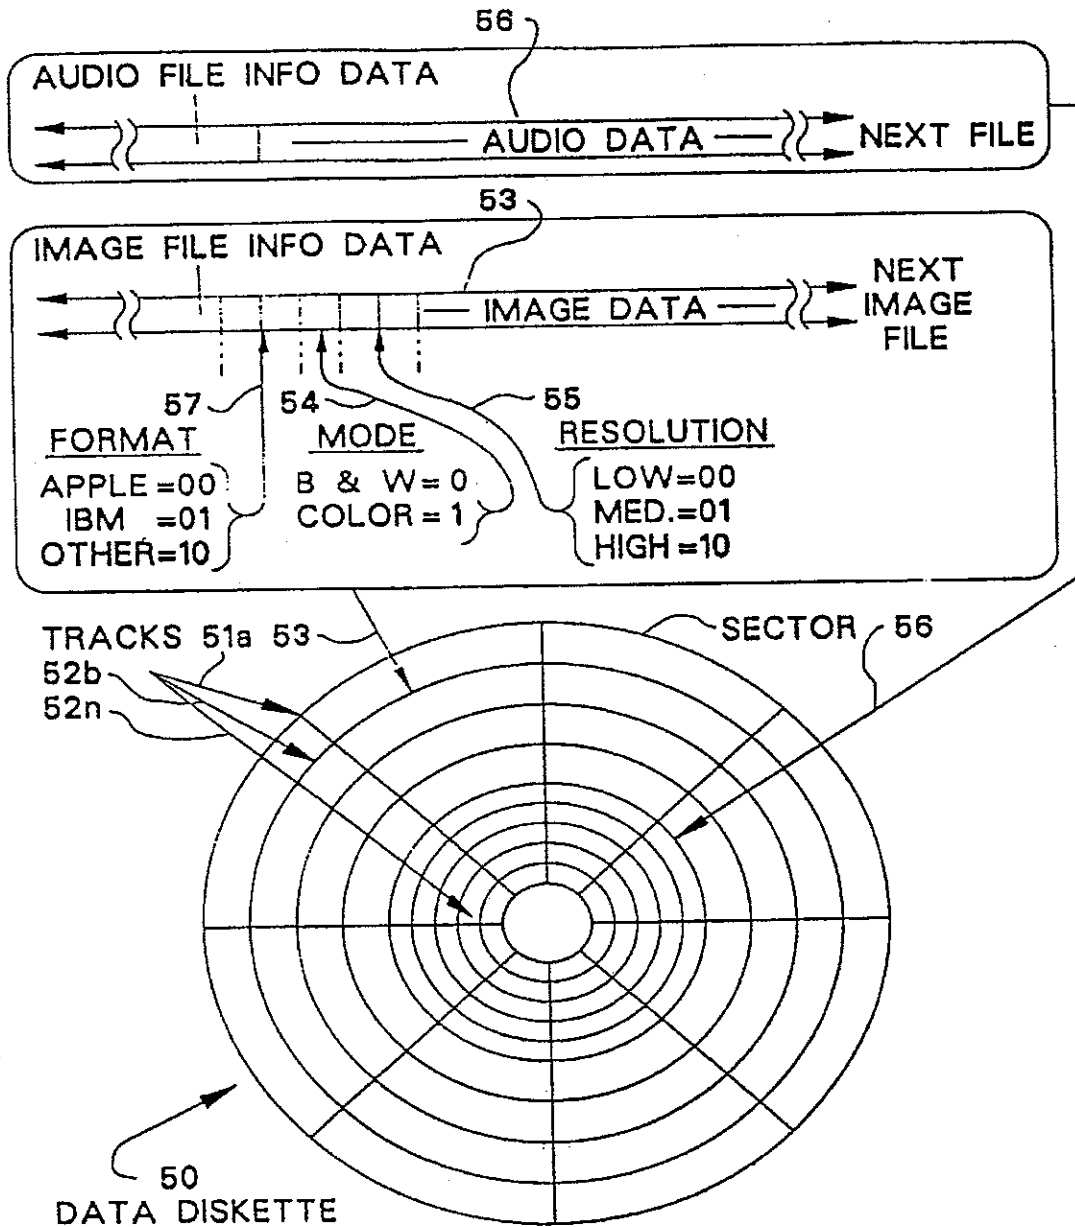 56
AUDIO FILE INFO DATA
AUDIO DATA
NEXT FILE
53
IMAGE FILE INFO DATA
IMAGE DATA
NEXT
IMAGE
FILE
57
54
55
FORMAT
APPLE=00
IBM =01
OTHER=10
MODE
B & W=0
COLOR=1
RESOLUTION
LOW=00
MED.=01
HIGH=10
TRACKS 51a 53
52b
52n
SECTOR 56
50
DATA DISKETTE